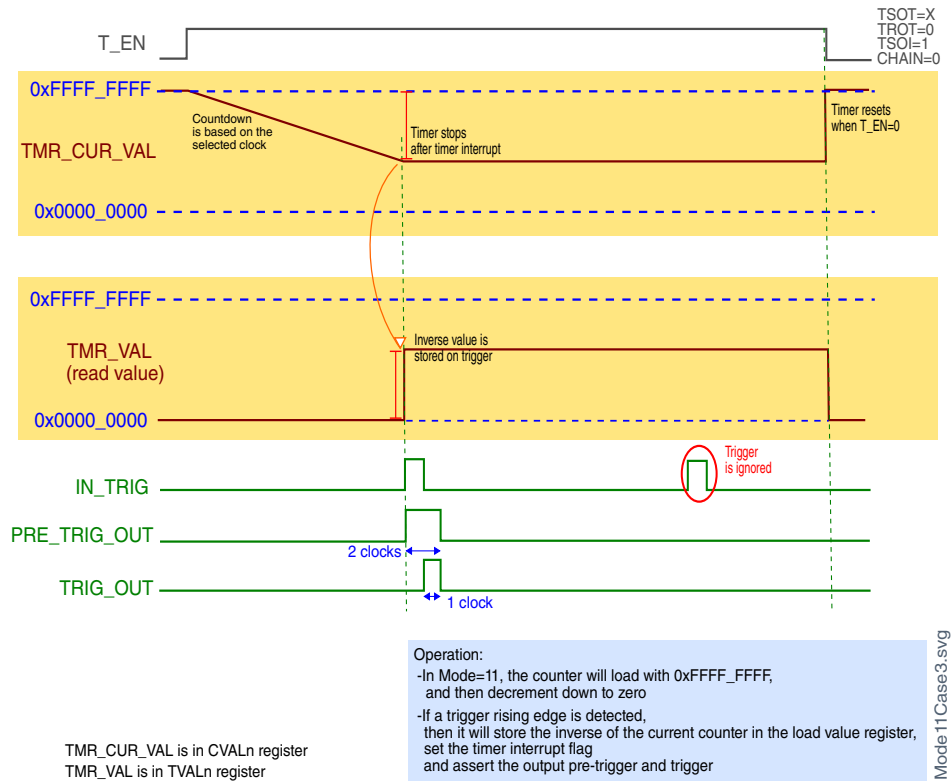 TSOT=X
TROT=0
TSOI=1
CHAIN=0
T_EN
0xFFFF_FFFF
Countdown
is based on the
selected clock
Timer stops
after timer interrupt
Timer resets
when T_EN=0
TMR_CUR_VAL
0x0000_0000
0xFFFF_FFFF
Inverse value is
stored on trigger
TMR_VAL
(read value)
0x0000_0000
Trigger
is ignored
IN_TRIG
PRE_TRIG_OUT
2 clocks
TRIG_OUT
1 clock
Operation:
-In Mode=11, the counter will load with 0xFFFF_FFFF,
and then decrement down to zero
-If a trigger rising edge is detected,
then it will store the inverse of the current counter in the load value register,
set the timer interrupt flag
and assert the output pre-trigger and trigger
TMR_CUR_VAL is in CVALn register
TMR_VAL is in TVALn register
Mode11Case3.svg